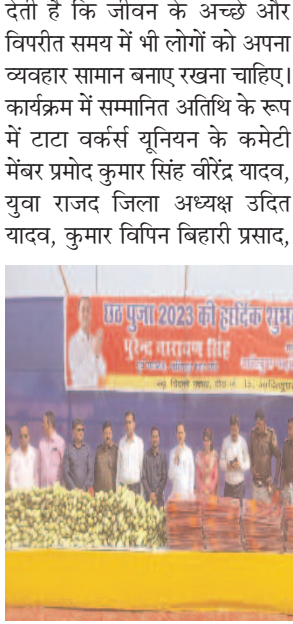 देती है कि जीवन के अच्छे और
विपरीत समय में भी लोगों को अपना
व्यवहार सामान बनाए रखना चाहिए।
कार्यक्रम में सम्मानित अतिथि के रूप
में टाटा वर्कर्स यूनियन के कमेटी
मेंबर प्रमोद कुमार सिंह वीरेंद्र यादव,
युवा राजद जिला अध्यक्ष उदित
यादव, कुमार विपिन बिहारी प्रसाद,
छठ पुजा 2023 की हार्दिक
पुरेन्द्र नारायण सिंह